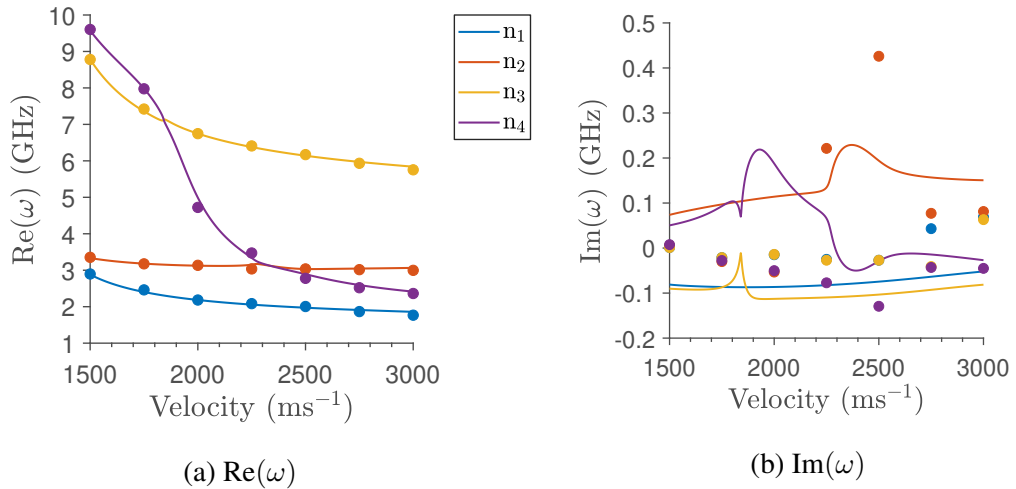 10
9
8
7
6
5
4
3
2
1
Re(ω) (GHz)
1500 2000 2500 3000
Velocity (ms⁻¹)
n₁
n₂
n₃
n₄
0.5
0.4
0.3
0.2
0.1
0
-0.1
-0.2
Im(ω) (GHz)
1500 2000 2500 3000
Velocity (ms⁻¹)
(a) Re(ω)
(b) Im(ω)